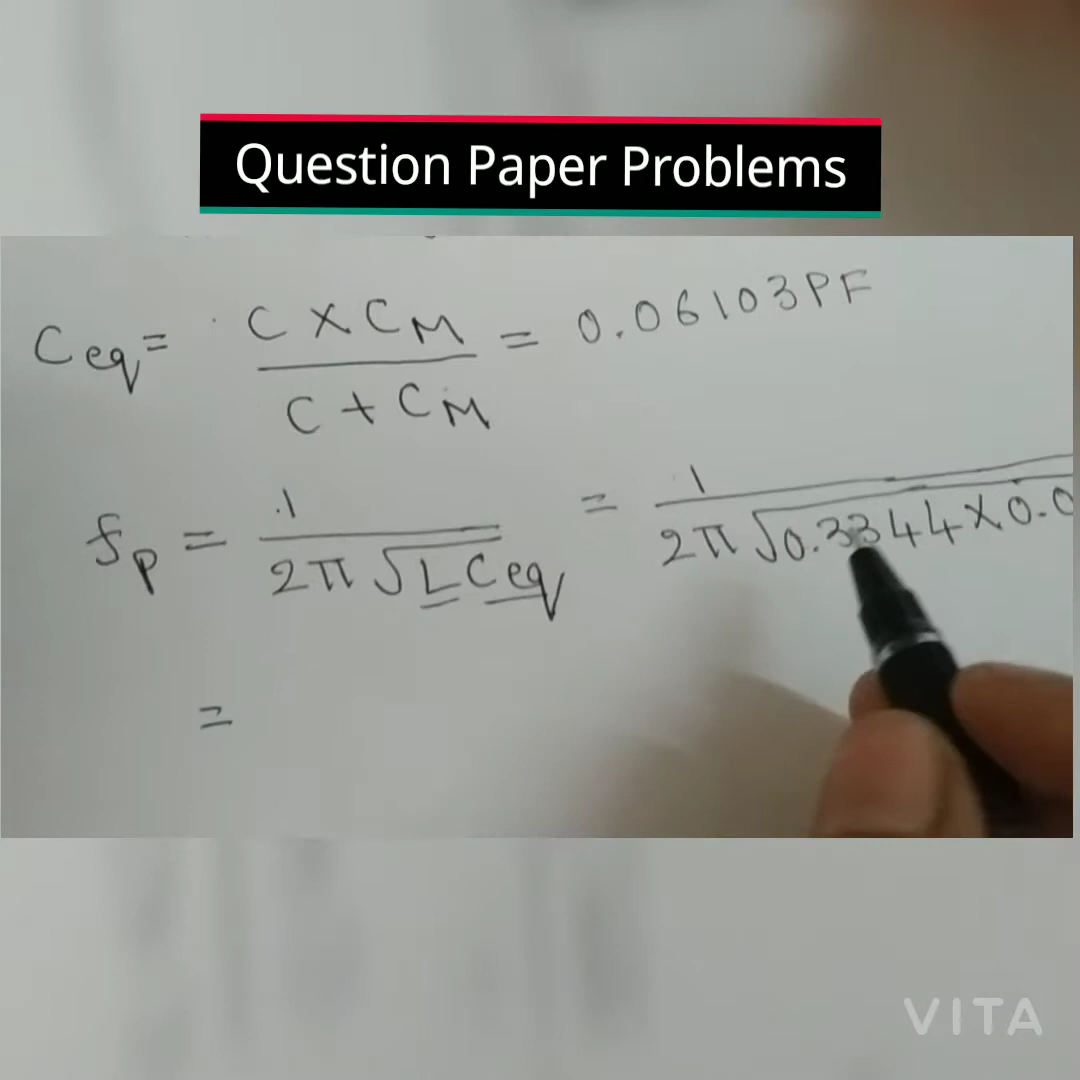 Question Paper Problems
Ceq = C × CM / C + CM = 0.06103PF
fp = 1 / 2π√LCeq = 1 / 2π√0.3344×0.0
=
VITA